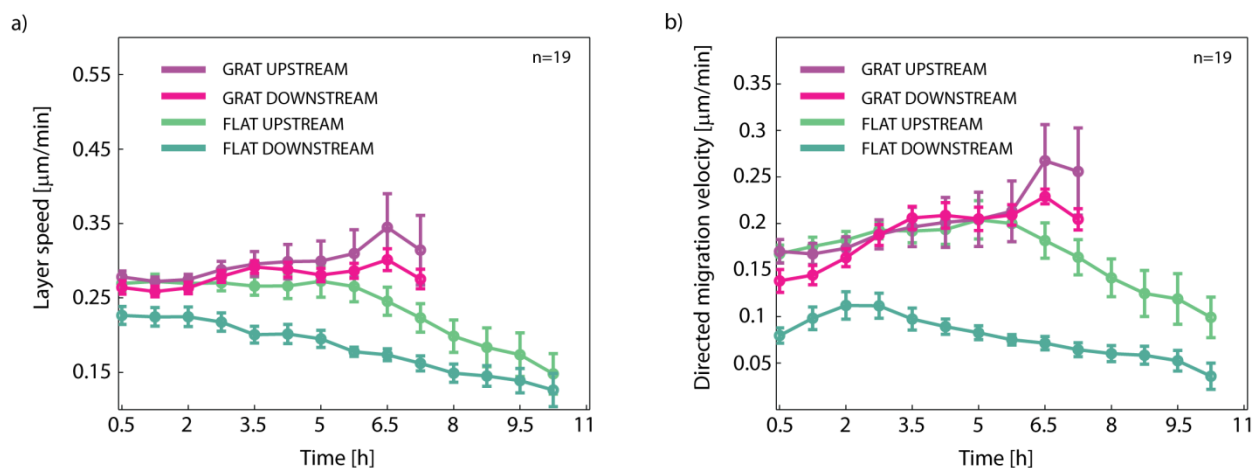 a)
n=19
GRAT UPSTREAM
GRAT DOWNSTREAM
FLAT UPSTREAM
FLAT DOWNSTREAM
Layer speed [μm/min]
0.55
0.45
0.35
0.25
0.15
0.5 2 3.5 5 6.5 8 9.5 11
Time [h]
b)
n=19
GRAT UPSTREAM
GRAT DOWNSTREAM
FLAT UPSTREAM
FLAT DOWNSTREAM
Directed migration velocity [μm/min]
0.35
0.3
0.25
0.2
0.15
0.1
0.05
0.5 2 3.5 5 6.5 8 9.5 11
Time [h]